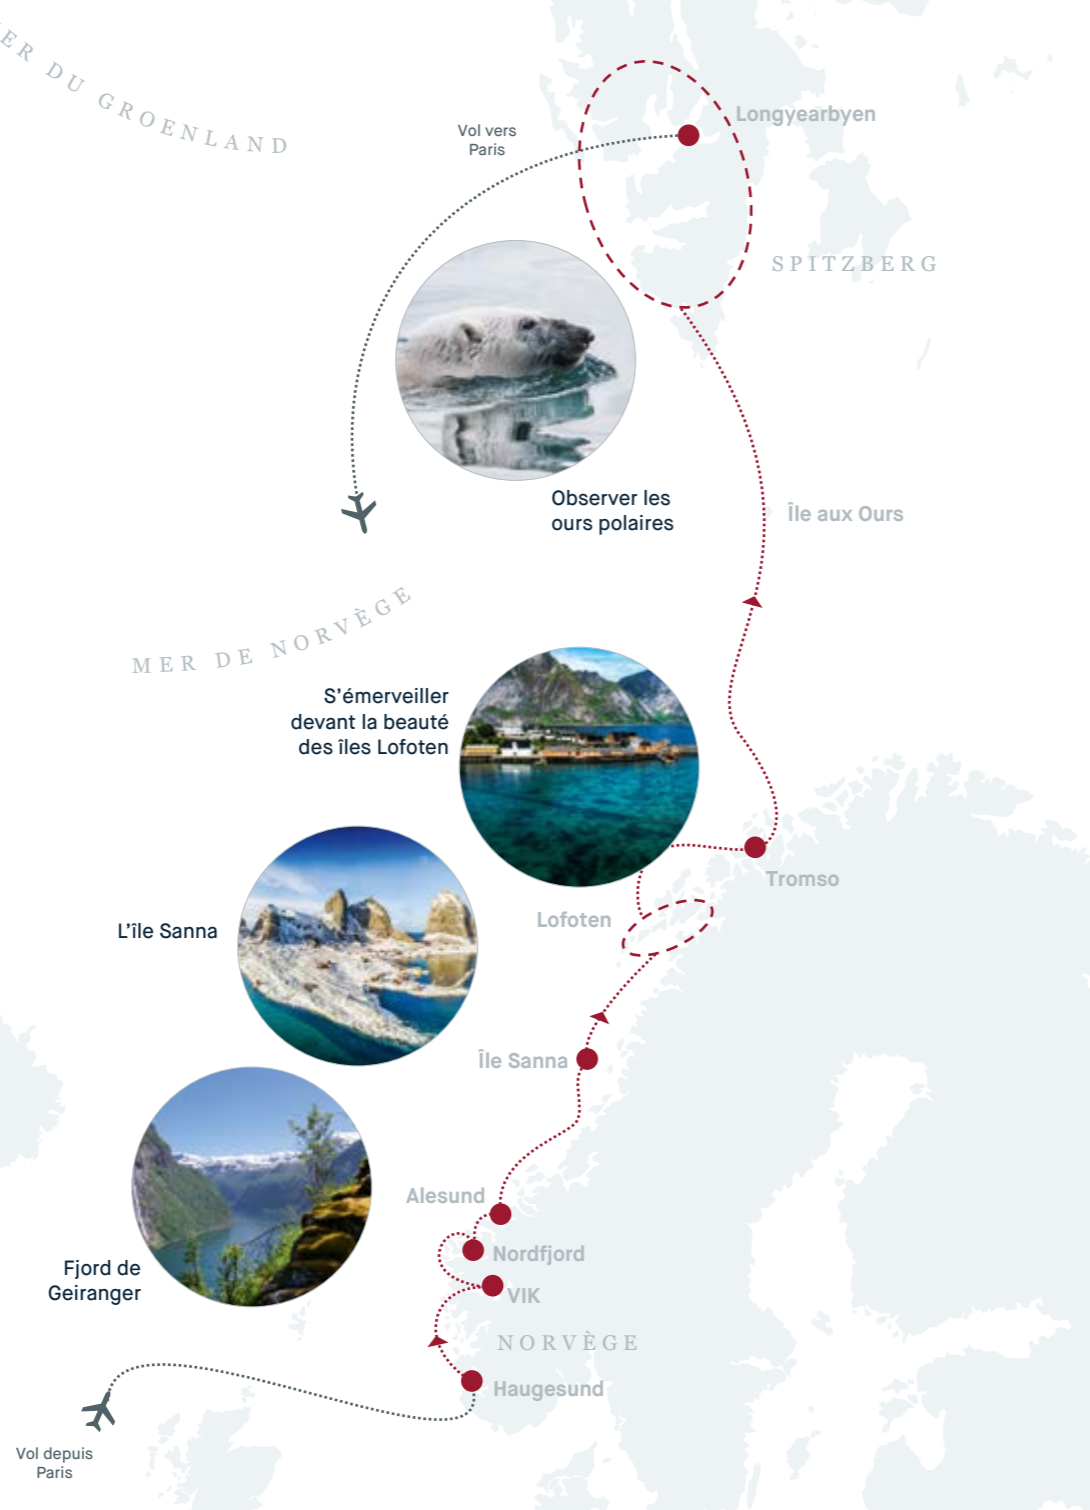 ER DU GROENLAND
Longyearbyen
Vol vers
Paris
SPITZBERG
Observer les
ours polaires
Île aux Ours
MER DE NORVÈGE
S’émerveiller
devant la beauté
des îles Lofoten
Tromso
Lofoten
L’île Sanna
Île Sanna
Alesund
Nordfjord
Fjord de
Geiranger
VIK
NORVÈGE
Haugesund
Vol depuis
Paris